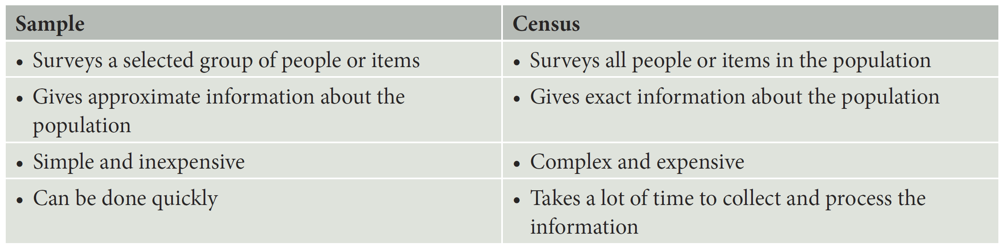 Sample
Census
• Surveys a selected group of people or items
• Surveys all people or items in the population
• Gives approximate information about the
population
• Gives exact information about the population
• Simple and inexpensive
• Complex and expensive
• Can be done quickly
• Takes a lot of time to collect and process the
information